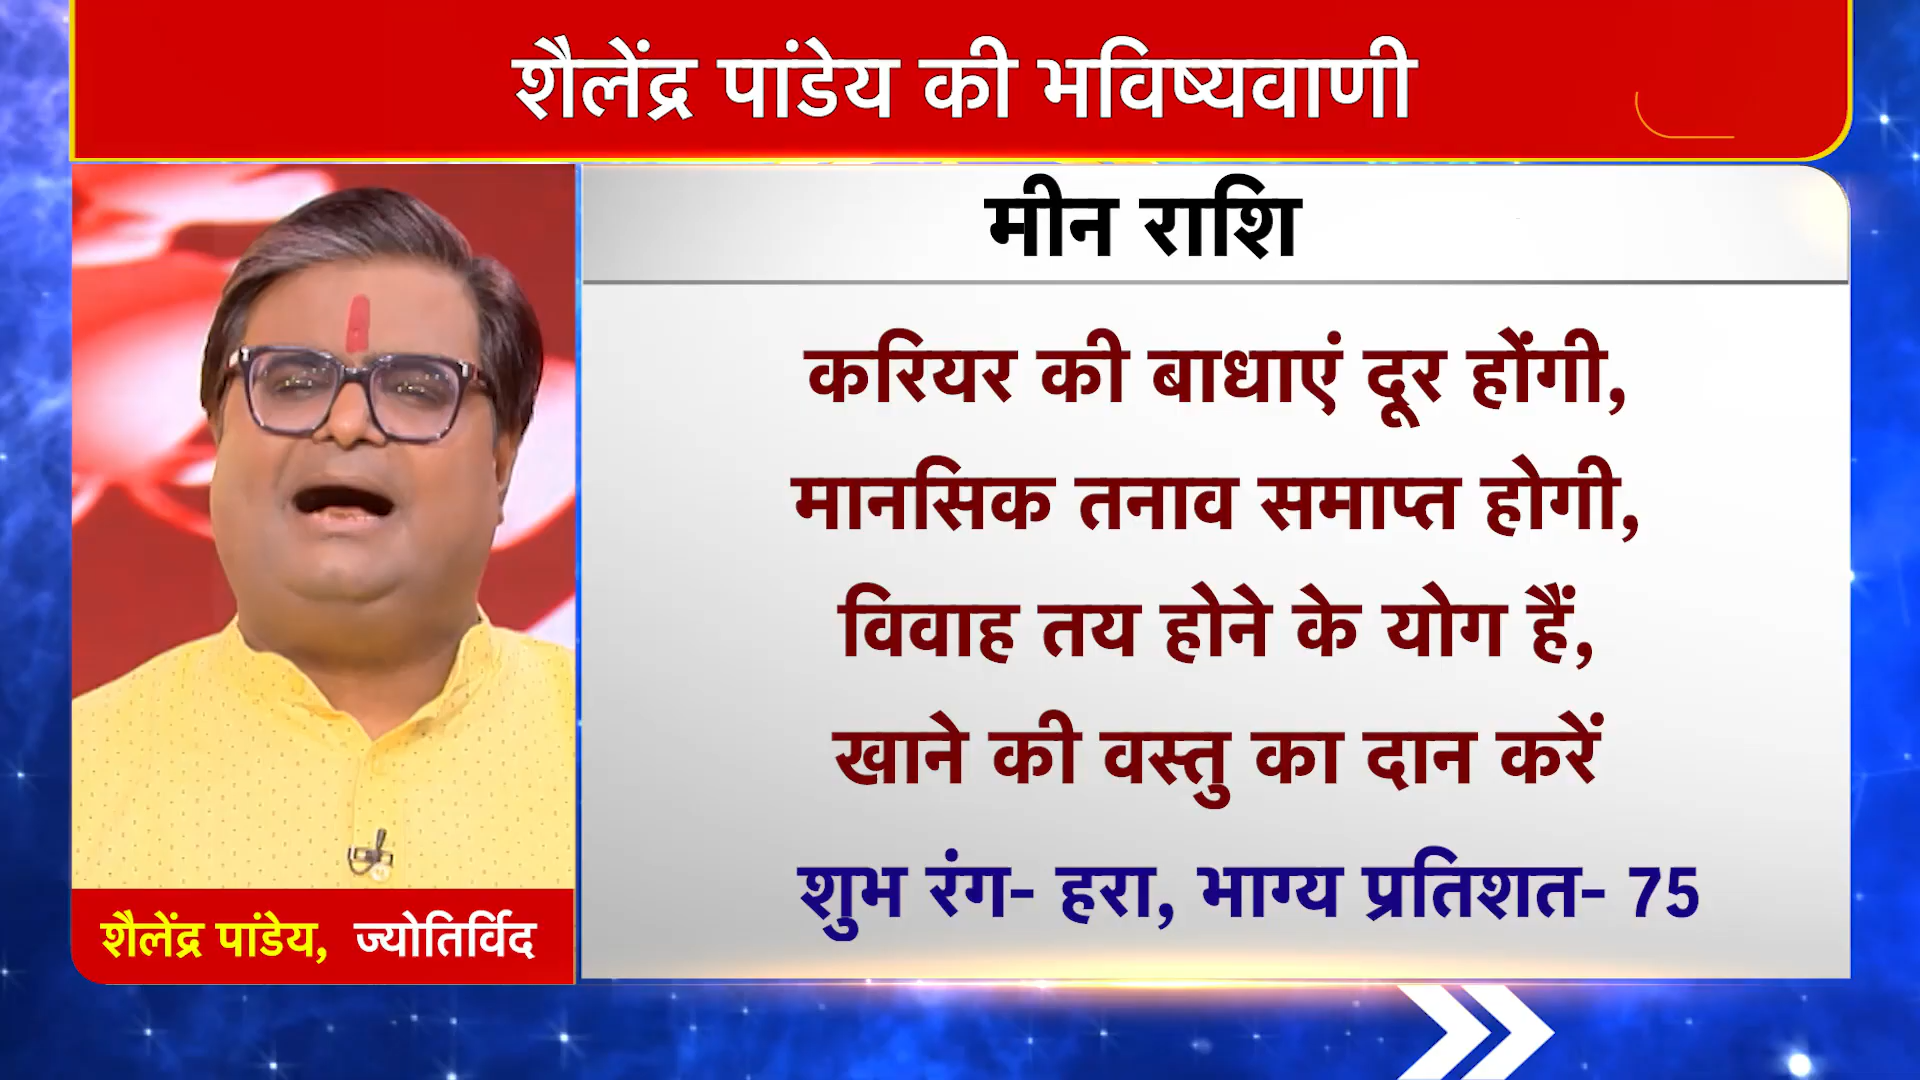 शैलेंद्र पांडेय की भविष्यवाणी
मीन राशि
करियर की बाधाएं दूर होंगी,
मानसिक तनाव समाप्त होगी,
विवाह तय होने के योग हैं,
खाने की वस्तु का दान करें
शुभ रंग- हरा, भाग्य प्रतिशत- 75
शैलेंद्र पांडेय, ज्योतिर्विद